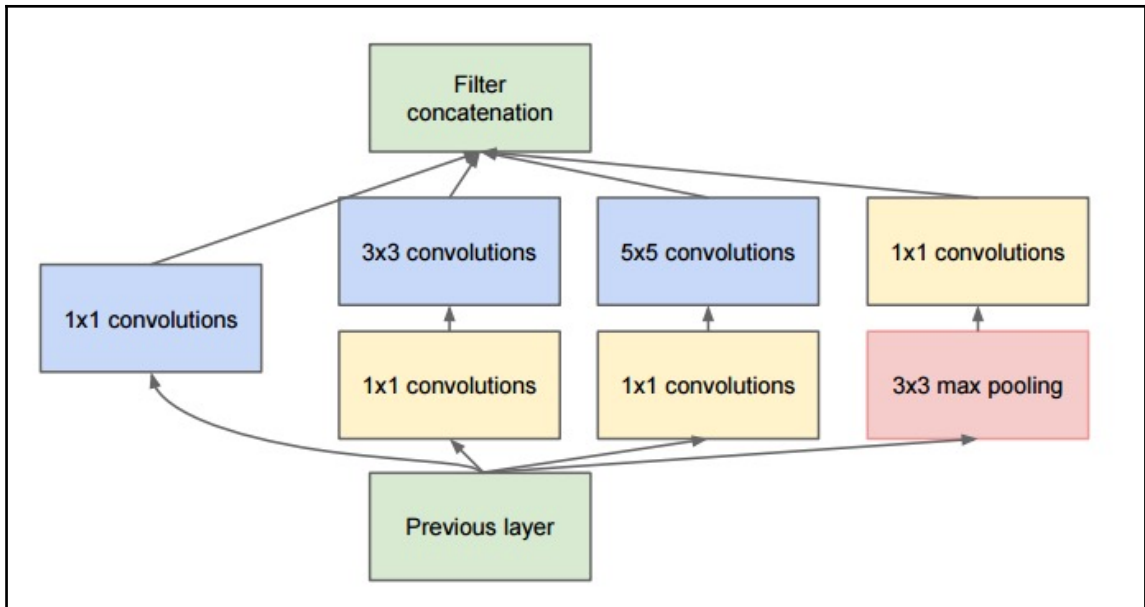 Filter
concatenation
3x3 convolutions
5x5 convolutions
1x1 convolutions
1x1 convolutions
1x1 convolutions
1x1 convolutions
3x3 max pooling
Previous layer